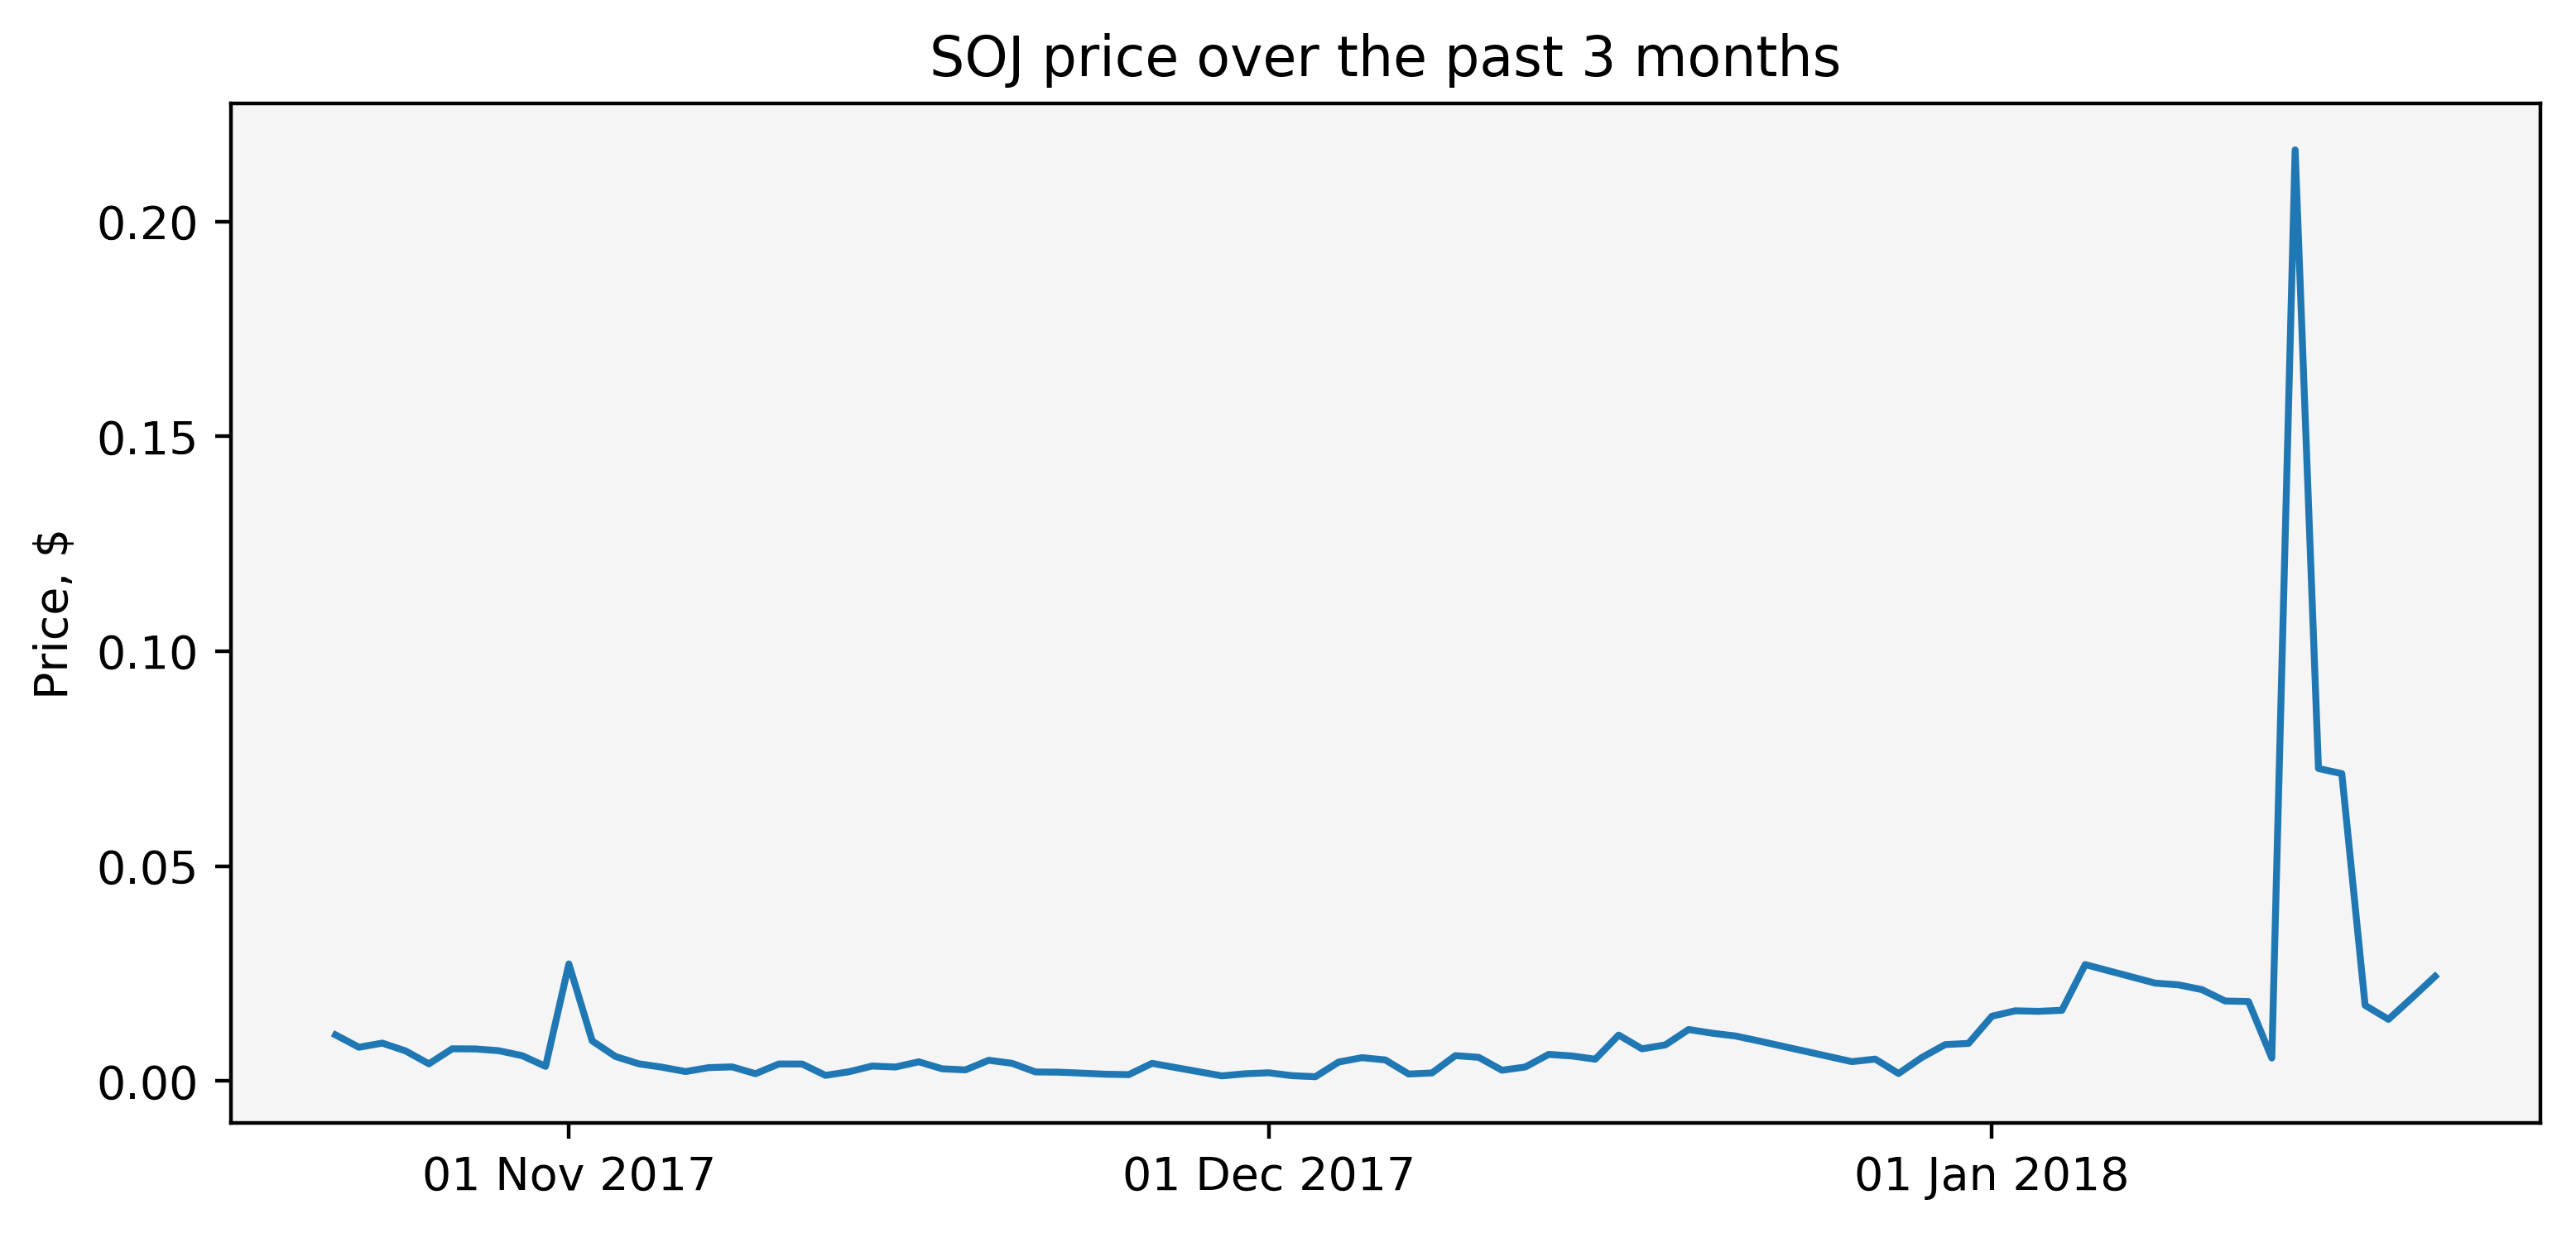 SOJ price over the past 3 months
Price, $
0.20
0.15
0.10
0.05
0.00
01 Nov 2017
01 Dec 2017
01 Jan 2018